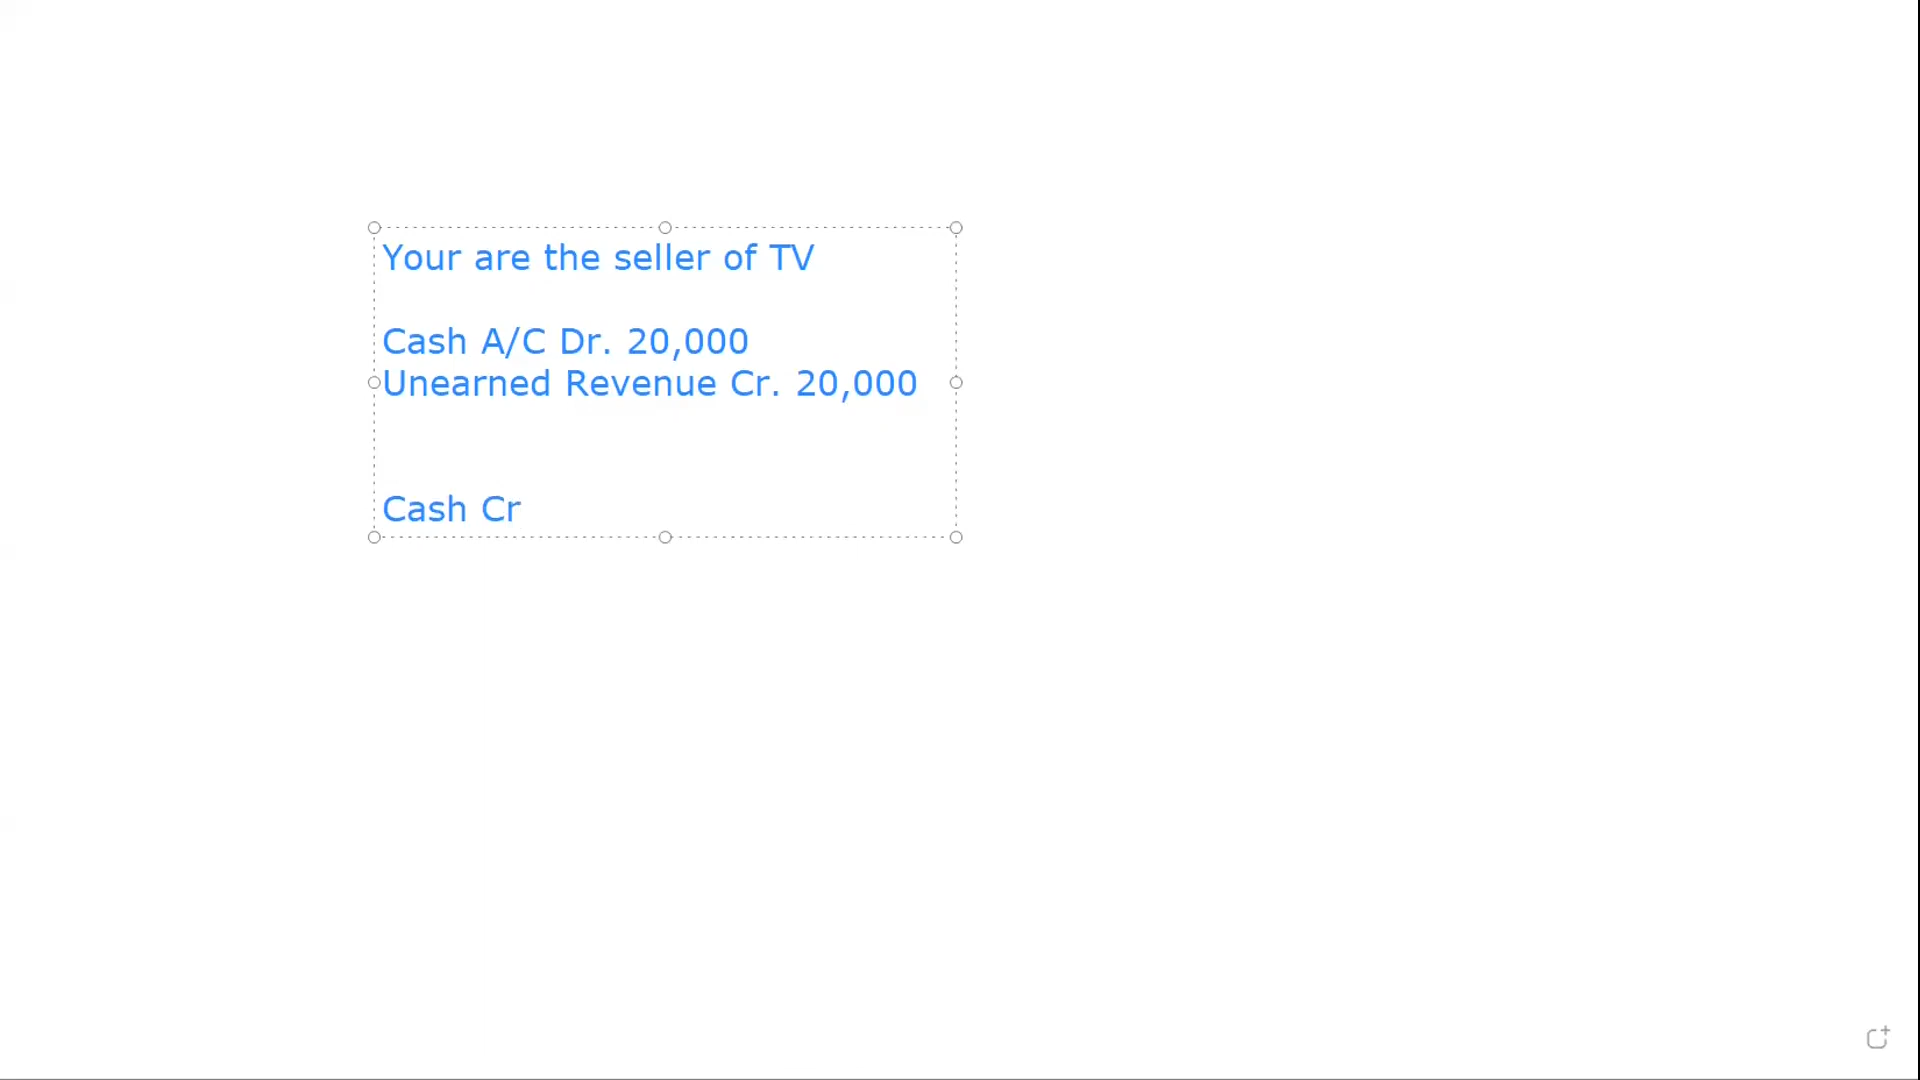 Your are the seller of TV
Cash A/C Dr. 20,000
Unearned Revenue Cr. 20,000
Cash Cr